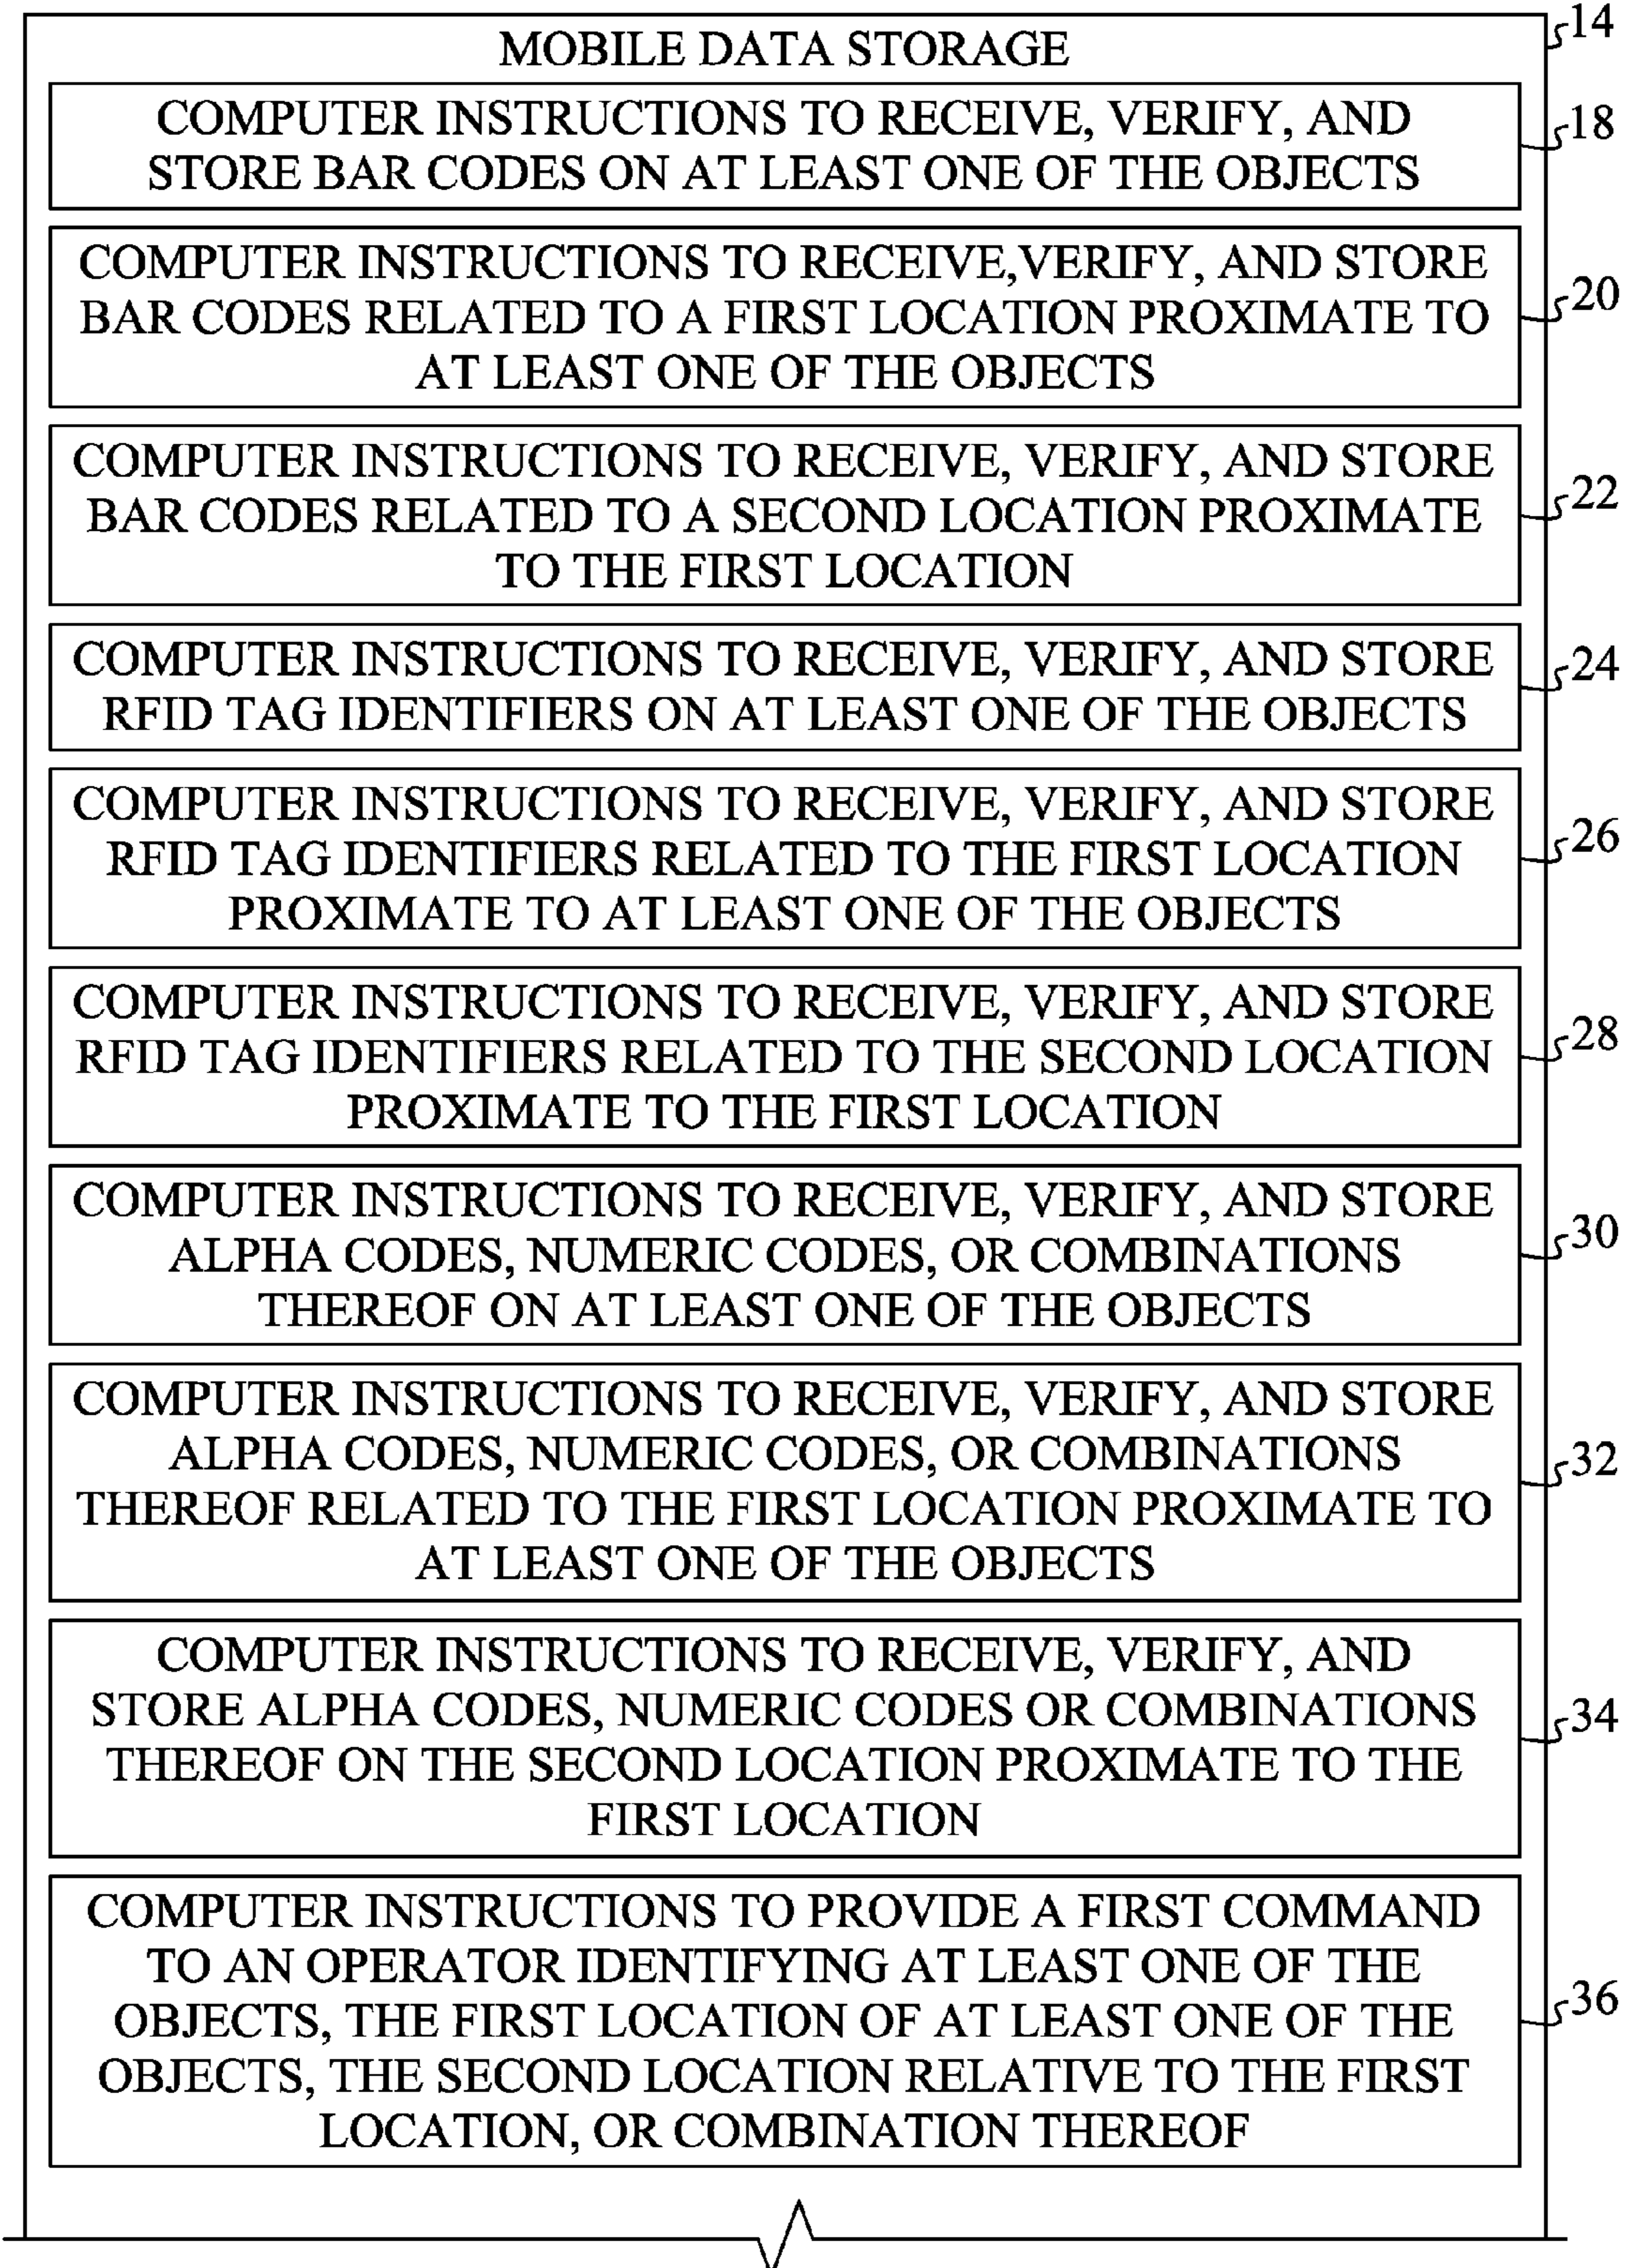 14
MOBILE DATA STORAGE
COMPUTER INSTRUCTIONS TO RECEIVE, VERIFY, AND
STORE BAR CODES ON AT LEAST ONE OF THE OBJECTS
18
COMPUTER INSTRUCTIONS TO RECEIVE,VERIFY, AND STORE
BAR CODES RELATED TO A FIRST LOCATION PROXIMATE TO
AT LEAST ONE OF THE OBJECTS
20
COMPUTER INSTRUCTIONS TO RECEIVE, VERIFY, AND STORE
BAR CODES RELATED TO A SECOND LOCATION PROXIMATE
TO THE FIRST LOCATION
22
COMPUTER INSTRUCTIONS TO RECEIVE, VERIFY, AND STORE
RFID TAG IDENTIFIERS ON AT LEAST ONE OF THE OBJECTS
24
COMPUTER INSTRUCTIONS TO RECEIVE, VERIFY, AND STORE
RFID TAG IDENTIFIERS RELATED TO THE FIRST LOCATION
PROXIMATE TO AT LEAST ONE OF THE OBJECTS
26
COMPUTER INSTRUCTIONS TO RECEIVE, VERIFY, AND STORE
RFID TAG IDENTIFIERS RELATED TO THE SECOND LOCATION
PROXIMATE TO THE FIRST LOCATION
28
COMPUTER INSTRUCTIONS TO RECEIVE, VERIFY, AND STORE
ALPHA CODES, NUMERIC CODES, OR COMBINATIONS
THEREOF ON AT LEAST ONE OF THE OBJECTS
30
COMPUTER INSTRUCTIONS TO RECEIVE, VERIFY, AND STORE
ALPHA CODES, NUMERIC CODES, OR COMBINATIONS
THEREOF RELATED TO THE FIRST LOCATION PROXIMATE TO
AT LEAST ONE OF THE OBJECTS
32
COMPUTER INSTRUCTIONS TO RECEIVE, VERIFY, AND
STORE ALPHA CODES, NUMERIC CODES OR COMBINATIONS
THEREOF ON THE SECOND LOCATION PROXIMATE TO THE
FIRST LOCATION
34
COMPUTER INSTRUCTIONS TO PROVIDE A FIRST COMMAND
TO AN OPERATOR IDENTIFYING AT LEAST ONE OF THE
OBJECTS, THE FIRST LOCATION OF AT LEAST ONE OF THE
OBJECTS, THE SECOND LOCATION RELATIVE TO THE FIRST
LOCATION, OR COMBINATION THEREOF
36